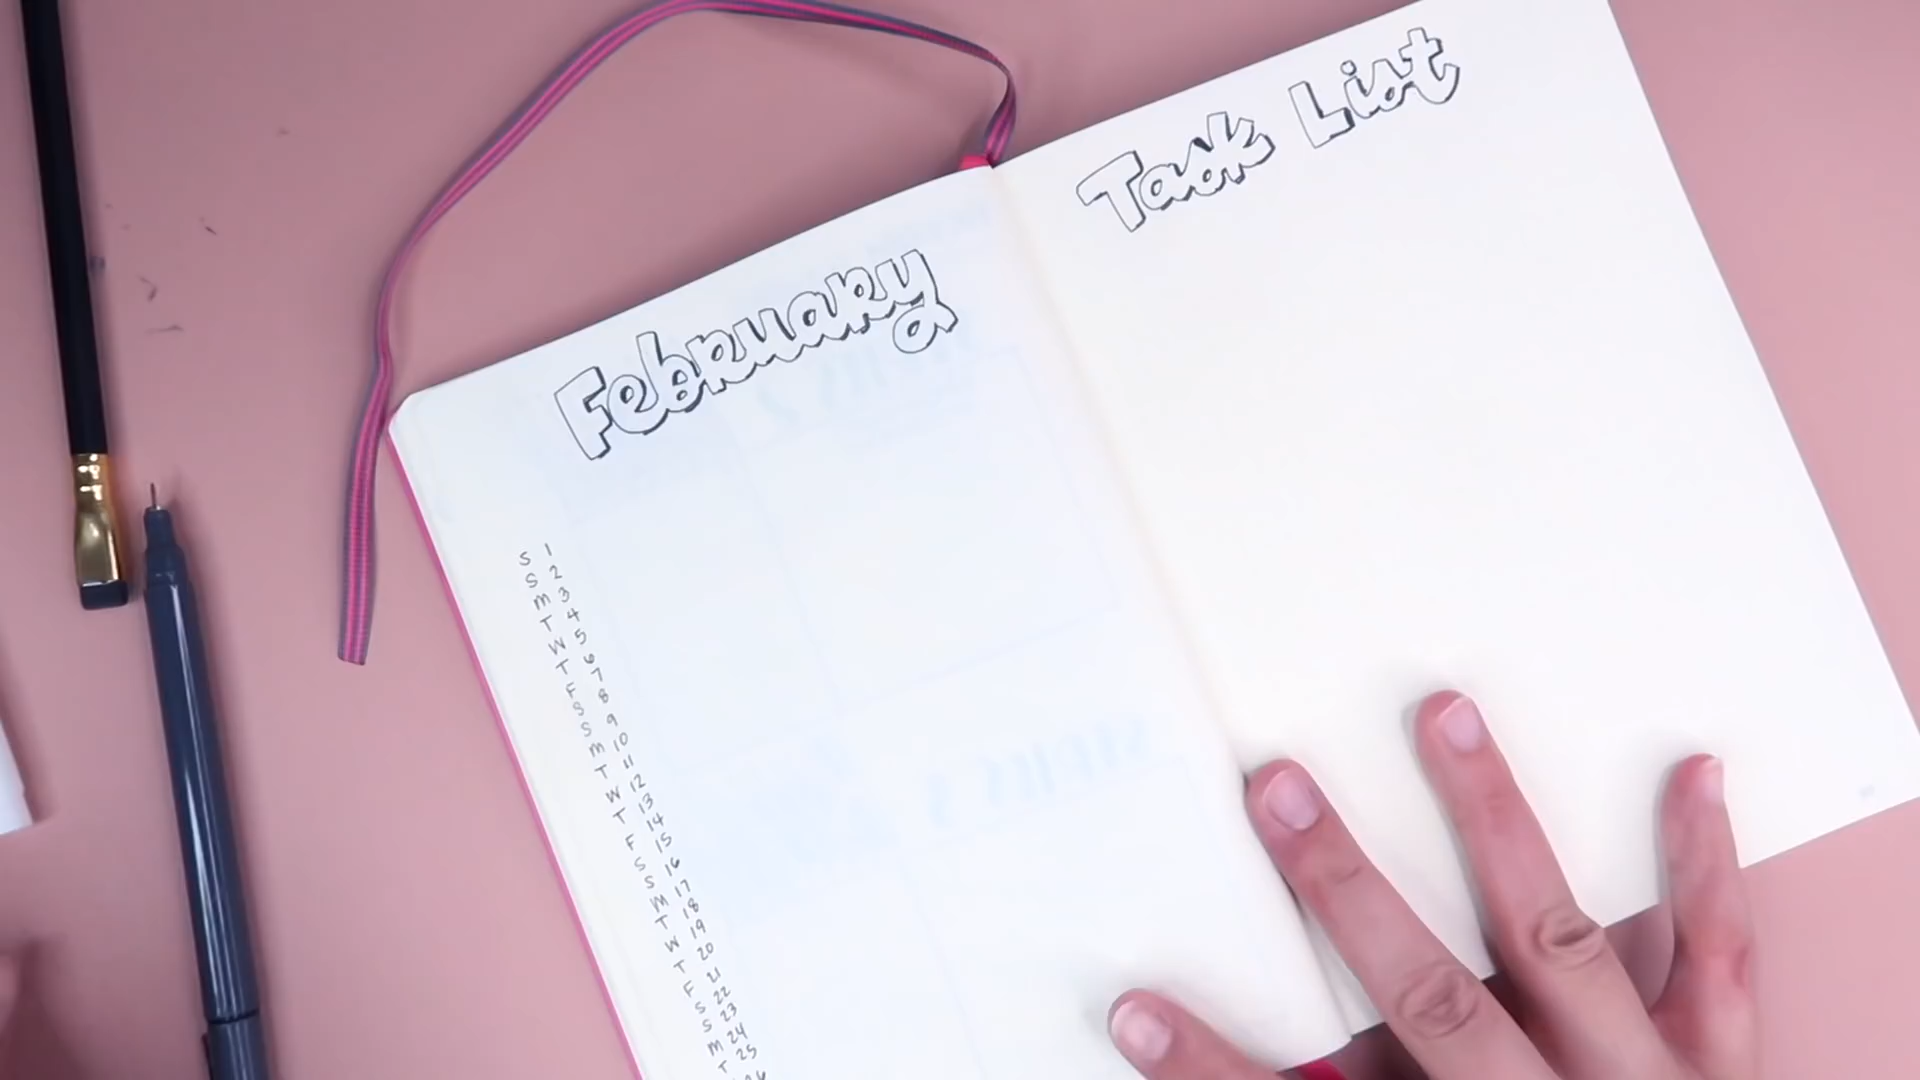 February
S 1
S 2
M 3
T 4
W 5
T 6
F 7
S 8
S 9
M 10
T 11
W 12
T 13
F 14
S 15
S 16
M 17
T 18
W 19
T 20
F 21
S 22
S 23
M 24
T 25
26
Task List